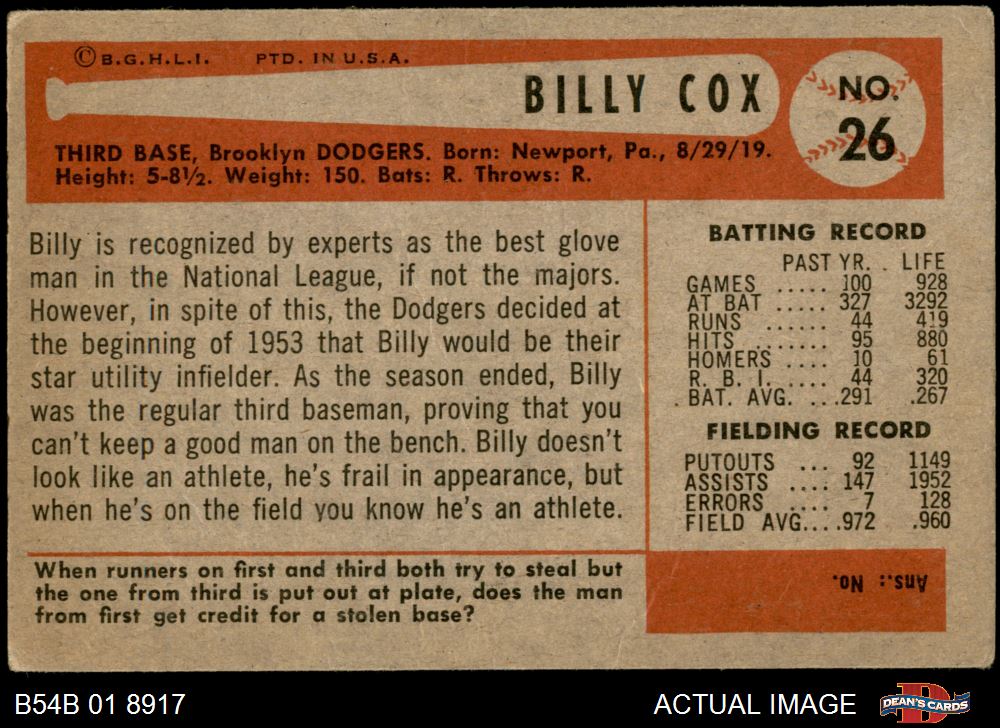 © B.G.H.L.I. PTD. IN U.S.A.
BILLY COX
NO.
26
THIRD BASE, Brooklyn DODGERS. Born: Newport, Pa., 8/29/19.
Height: 5-8½. Weight: 150. Bats: R. Throws: R.
Billy is recognized by experts as the best glove
man in the National League, if not the majors.
However, in spite of this, the Dodgers decided at
the beginning of 1953 that Billy would be their
star utility infielder. As the season ended, Billy
was the regular third baseman, proving that you
can't keep a good man on the bench. Billy doesn't
look like an athlete, he's frail in appearance, but
when he's on the field you know he's an athlete.
BATTING RECORD
PAST YR. LIFE
GAMES ..... 100 928
AT BAT ..... 327 3292
RUNS ...... 44 419
HITS ........ 95 880
HOMERS .... 10 61
R. B. I. ..... 44 320
BAT. AVG. ....291 .267
FIELDING RECORD
PUTOUTS ... 92 1149
ASSISTS .... 147 1952
ERRORS .... 7 128
FIELD AVG.....972 .960
When runners on first and third both try to steal but
the one from third is put out at plate, does the man
from first get credit for a stolen base?
Ans.: No.
B54B 01 8917
ACTUAL IMAGE
D
DEAN'S CARDS